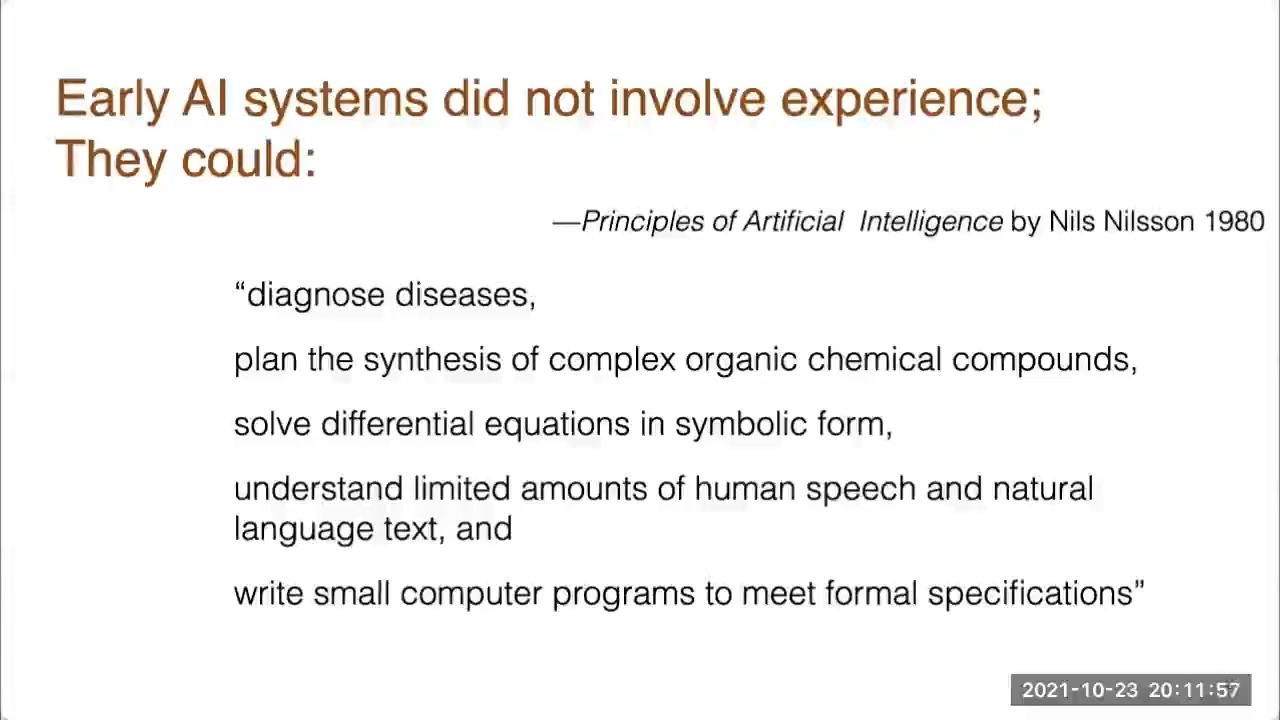 Early AI systems did not involve experience;
They could:
—Principles of Artificial Intelligence by Nils Nilsson 1980
“diagnose diseases,
plan the synthesis of complex organic chemical compounds,
solve differential equations in symbolic form,
understand limited amounts of human speech and natural
language text, and
write small computer programs to meet formal specifications”
2021-10-23 20:11:57